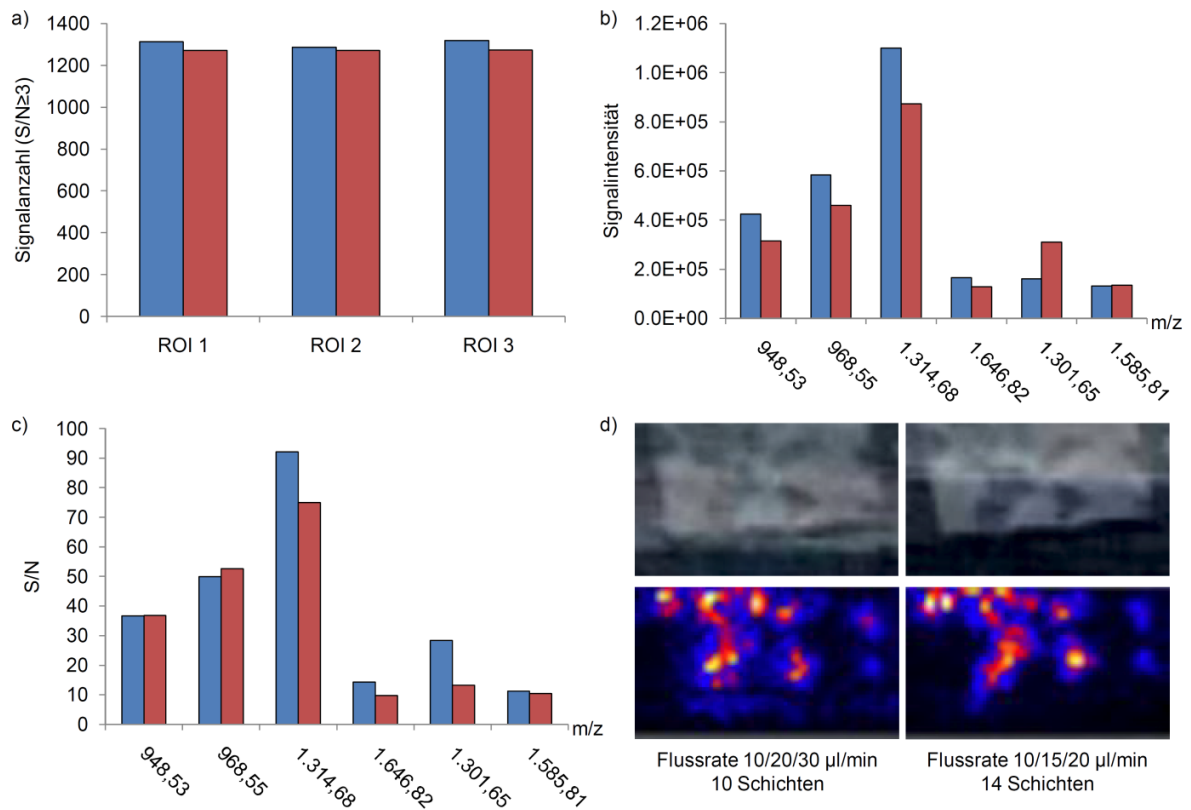 a)
Signalanzahl (S/N≥3)
1400
1200
1000
800
600
400
200
0
ROI 1 ROI 2 ROI 3
b)
Signalintensität
1.2E+06
1.0E+06
8.0E+05
6.0E+05
4.0E+05
2.0E+05
0.0E+00
m/z
948,53 968,55 1.314,68 1.646,82 1.301,65 1.585,81
c)
S/N
100
90
80
70
60
50
40
30
20
10
0
m/z
948,53 968,55 1.314,68 1.646,82 1.301,65 1.585,81
d)
Flussrate 10/20/30 µl/min
10 Schichten
Flussrate 10/15/20 µl/min
14 Schichten